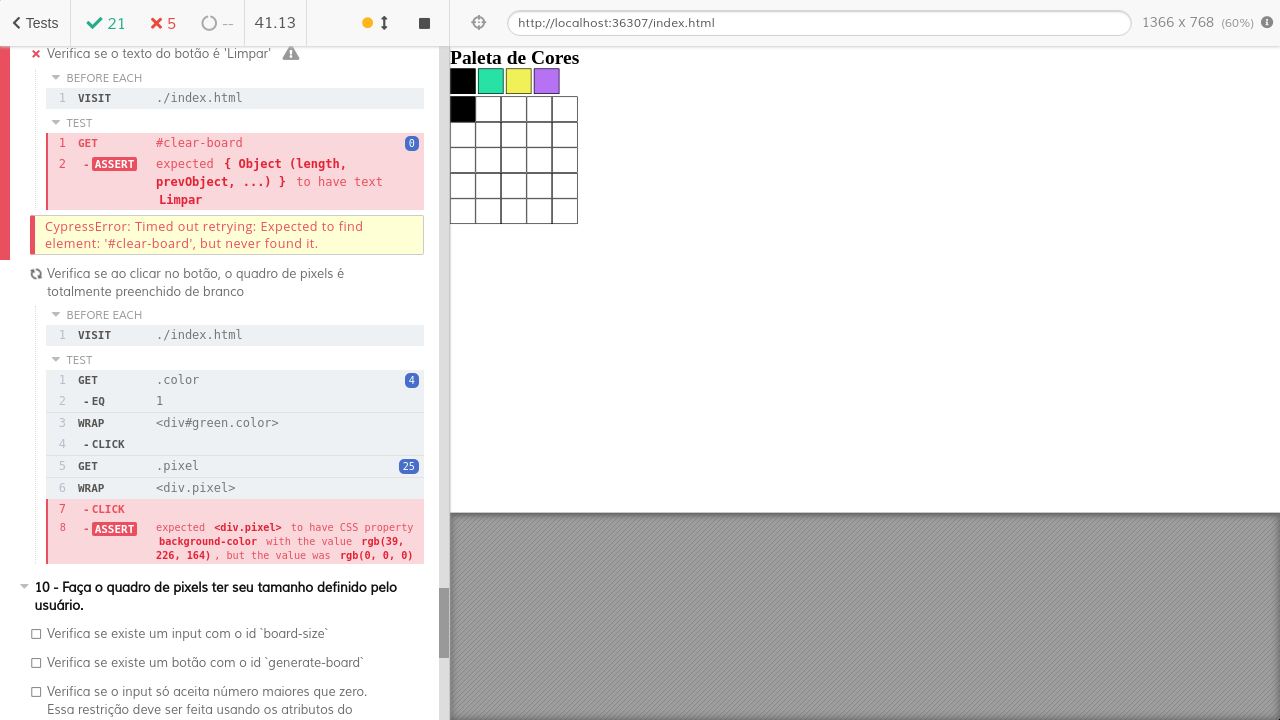 Tests
21
5
--
41.13
http://localhost:36307/index.html
1366 x 768 (60%)
Verifica se o texto do botão é 'Limpar'
BEFORE EACH
1 VISIT ./index.html
TEST
1 GET #clear-board 0
2 - ASSERT expected { Object (length,
prevObject, ...) } to have text
Limpar
CypressError: Timed out retrying: Expected to find
element: '#clear-board', but never found it.
Verifica se ao clicar no botão, o quadro de pixels é
totalmente preenchido de branco
BEFORE EACH
1 VISIT ./index.html
TEST
1 GET .color 4
2 - EQ 1
3 WRAP <div#green.color>
4 - CLICK
5 GET .pixel 25
6 WRAP <div.pixel>
7 - CLICK
8 - ASSERT expected <div.pixel> to have CSS property
background-color with the value rgb(39,
226, 164) , but the value was rgb(0, 0, 0)
10 - Faça o quadro de pixels ter seu tamanho definido pelo
usuário.
Verifica se existe um input com o id `board-size`
Verifica se existe um botão com o id `generate-board`
Verifica se o input só aceita número maiores que zero.
Essa restrição deve ser feita usando os atributos do
Paleta de Cores